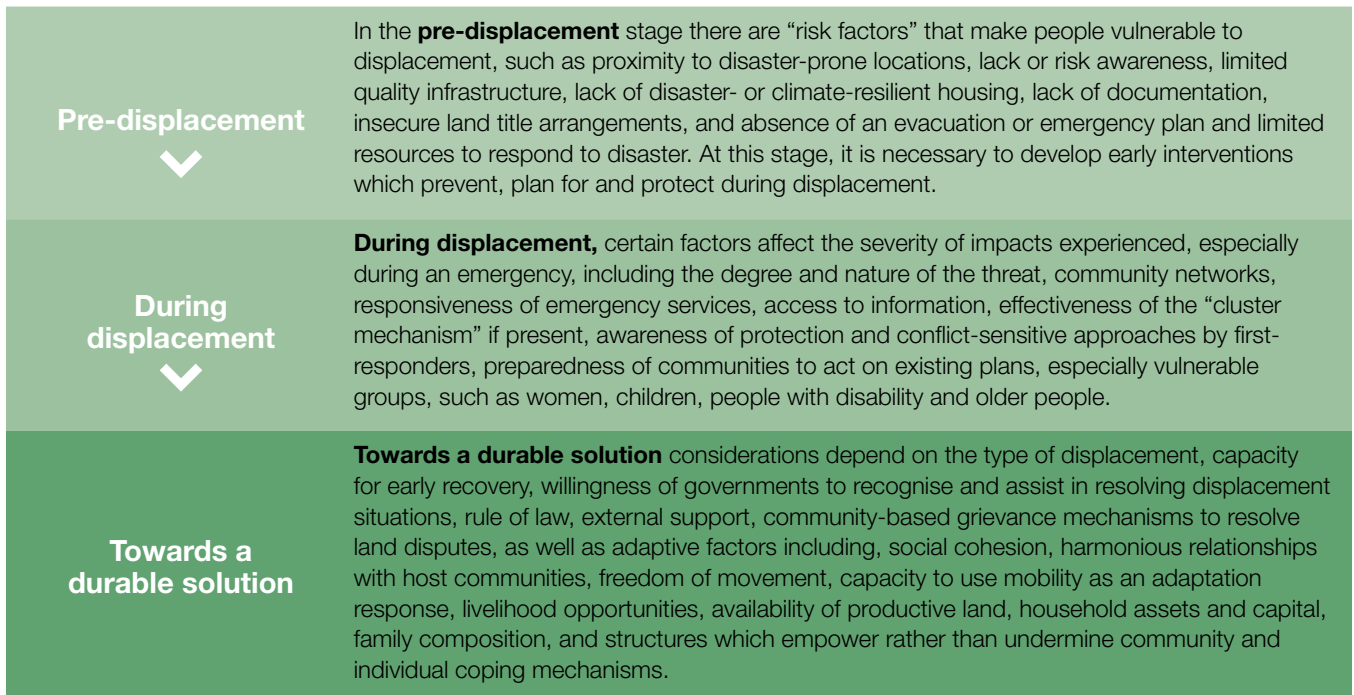 Pre-displacement
In the pre-displacement stage there are “risk factors” that make people vulnerable to
displacement, such as proximity to disaster-prone locations, lack or risk awareness, limited
quality infrastructure, lack of disaster- or climate-resilient housing, lack of documentation,
insecure land title arrangements, and absence of an evacuation or emergency plan and limited
resources to respond to disaster. At this stage, it is necessary to develop early interventions
which prevent, plan for and protect during displacement.
During
displacement
During displacement, certain factors affect the severity of impacts experienced, especially
during an emergency, including the degree and nature of the threat, community networks,
responsiveness of emergency services, access to information, effectiveness of the “cluster
mechanism” if present, awareness of protection and conflict-sensitive approaches by first-
responders, preparedness of communities to act on existing plans, especially vulnerable
groups, such as women, children, people with disability and older people.
Towards a
durable solution
Towards a durable solution considerations depend on the type of displacement, capacity
for early recovery, willingness of governments to recognise and assist in resolving displacement
situations, rule of law, external support, community-based grievance mechanisms to resolve
land disputes, as well as adaptive factors including, social cohesion, harmonious relationships
with host communities, freedom of movement, capacity to use mobility as an adaptation
response, livelihood opportunities, availability of productive land, household assets and capital,
family composition, and structures which empower rather than undermine community and
individual coping mechanisms.